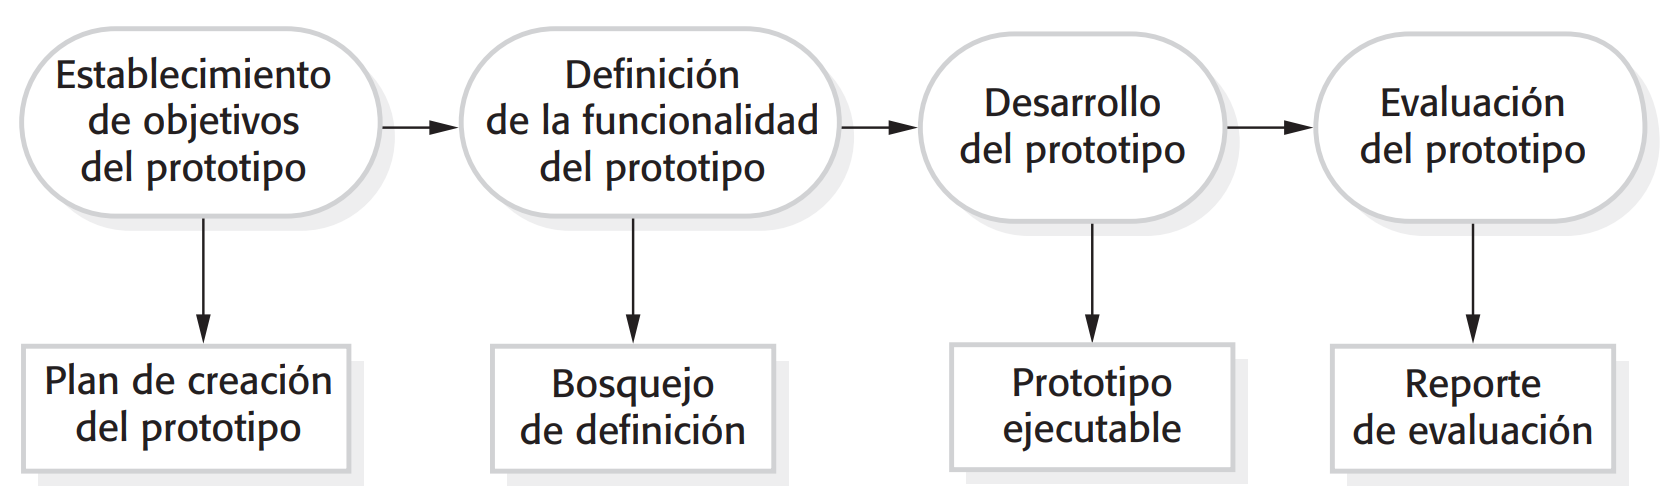 Establecimiento
de objetivos
del prototipo
Definición
de la funcionalidad
del prototipo
Desarrollo
del prototipo
Evaluación
del prototipo
Plan de creación
del prototipo
Bosquejo
de definición
Prototipo
ejecutable
Reporte
de evaluación